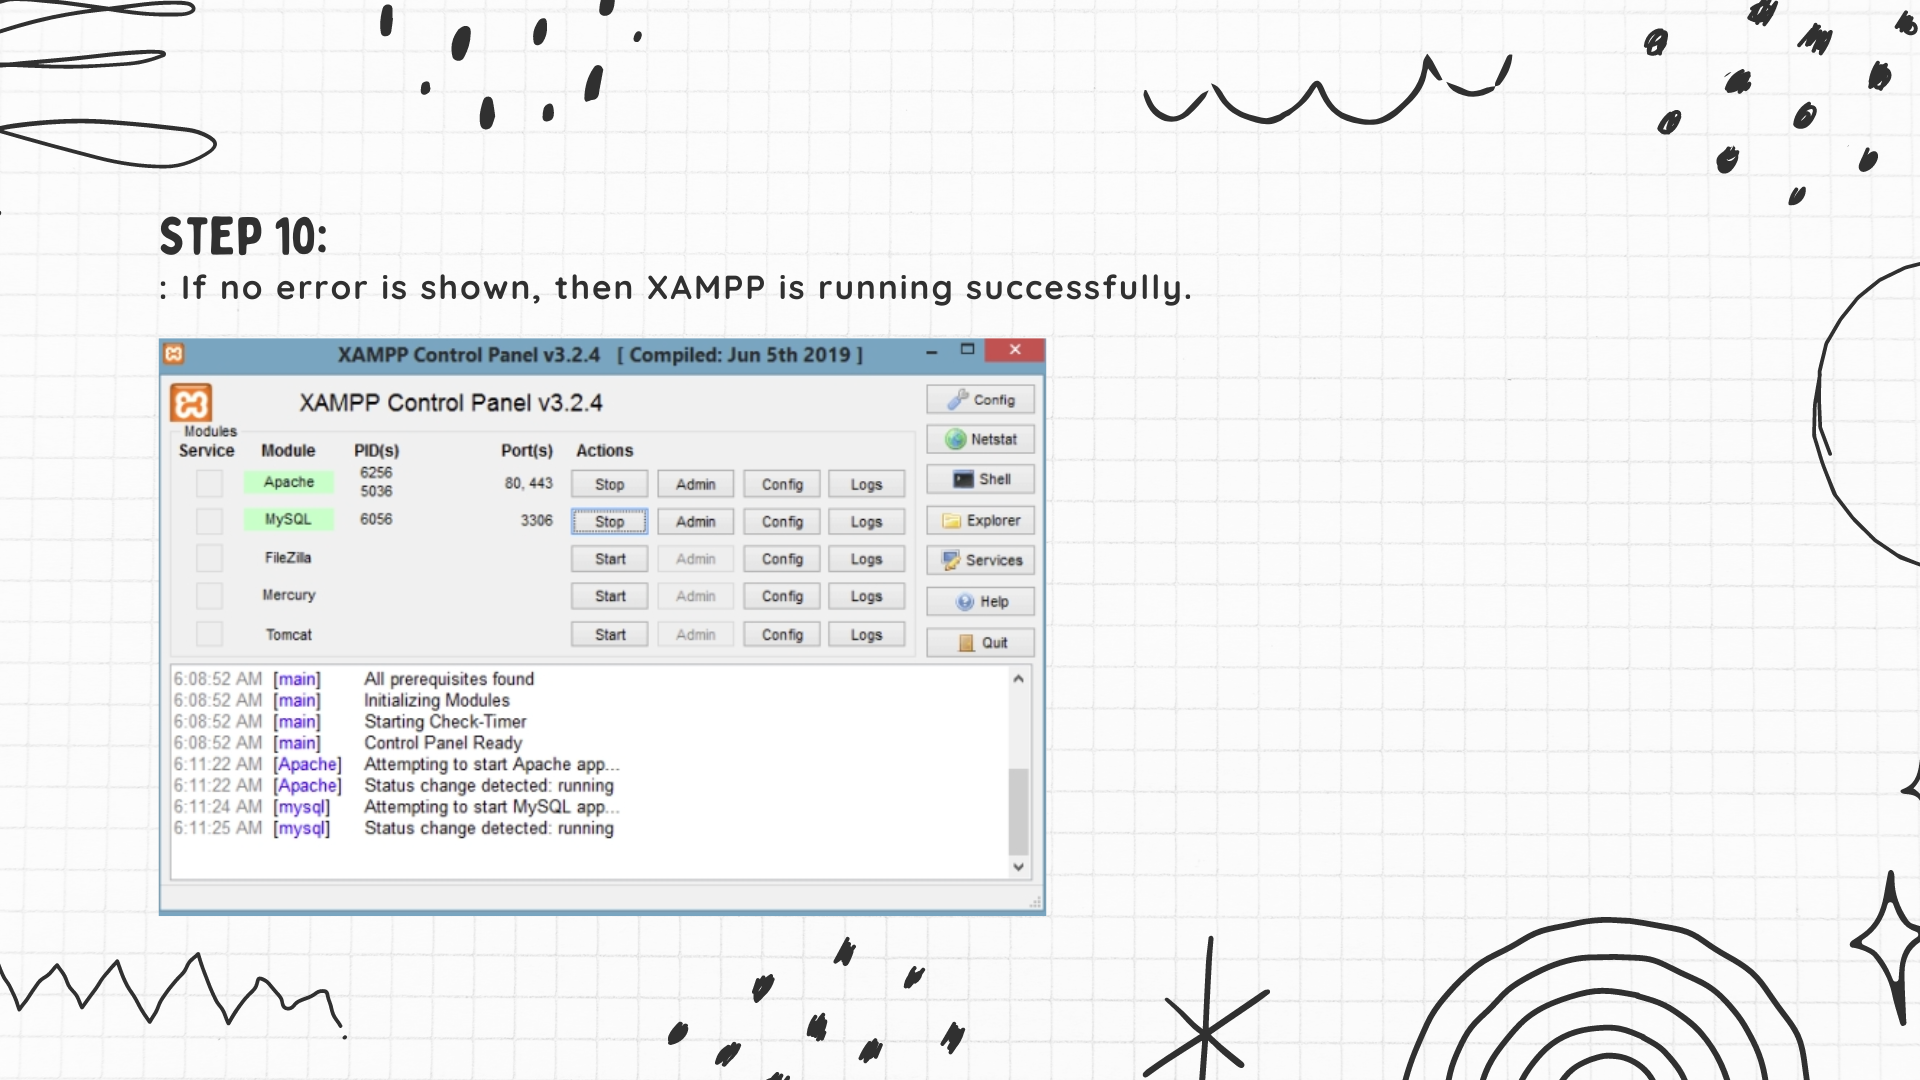 STEP 10:
: If no error is shown, then XAMPP is running successfully.
XAMPP Control Panel v3.2.4 [ Compiled: Jun 5th 2019 ]
XAMPP Control Panel v3.2.4
Config
Modules
Service Module PID(s) Port(s) Actions
Netstat
Apache 6256 5036 80, 443 Stop Admin Config Logs
Shell
MySQL 6056 3306 Stop Admin Config Logs
Explorer
FileZilla Start Admin Config Logs
Services
Mercury Start Admin Config Logs
Help
Tomcat Start Admin Config Logs
Quit
6:08:52 AM [main] All prerequisites found
6:08:52 AM [main] Initializing Modules
6:08:52 AM [main] Starting Check-Timer
6:08:52 AM [main] Control Panel Ready
6:11:22 AM [Apache] Attempting to start Apache app...
6:11:22 AM [Apache] Status change detected: running
6:11:24 AM [mysql] Attempting to start MySQL app...
6:11:25 AM [mysql] Status change detected: running